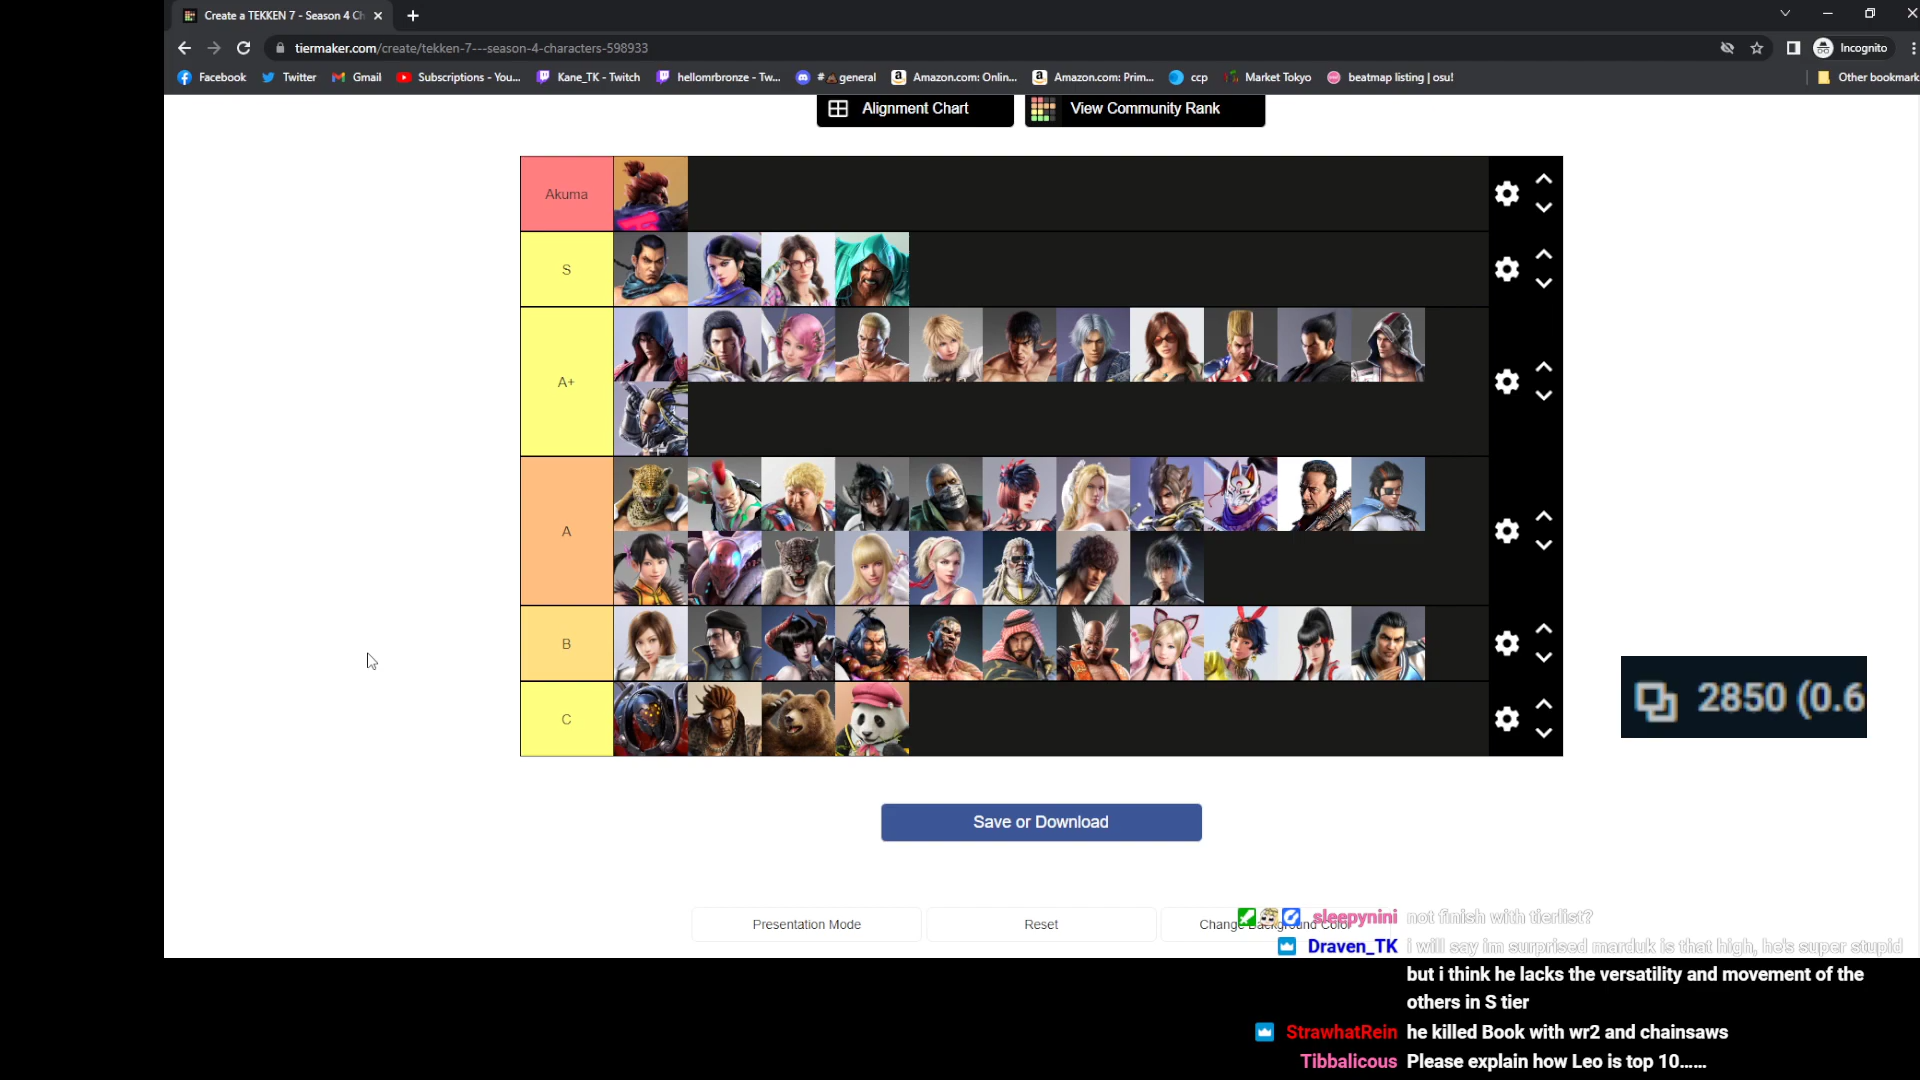 Create a TEKKEN 7 - Season 4 Ch
tiermaker.com/create/tekken-7---season-4-characters-598933
Incognito
Facebook
Twitter
Gmail
Subscriptions - You...
Kane_TK - Twitch
hellomrbronze - Tw...
#💩general
Amazon.com: Onlin...
Amazon.com: Prim...
ccp
Market Tokyo
beatmap listing | osu!
Other bookmark
Alignment Chart
View Community Rank
Akuma
S
A+
A
B
C
2850 (0.6
Save or Download
Presentation Mode
Reset
Change Background Color
sleepynini not finish with tierlist?
Draven_TK i will say im surprised marduk is that high, he's super stupid
but i think he lacks the versatility and movement of the
others in S tier
StrawhatRein he killed Book with wr2 and chainsaws
Tibbalicous Please explain how Leo is top 10......